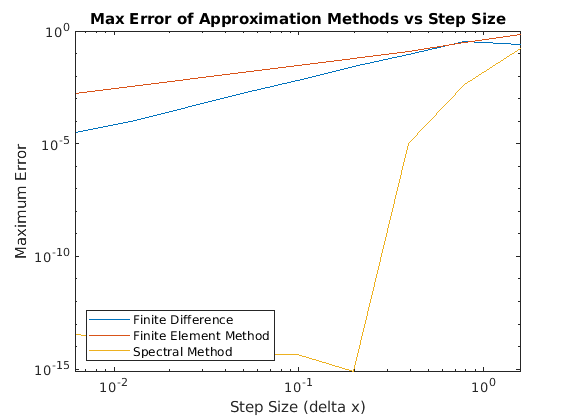 Max Error of Approximation Methods vs Step Size
10^0
10^-5
10^-10
10^-15
Maximum Error
Finite Difference
Finite Element Method
Spectral Method
10^-2
10^-1
10^0
Step Size (delta x)